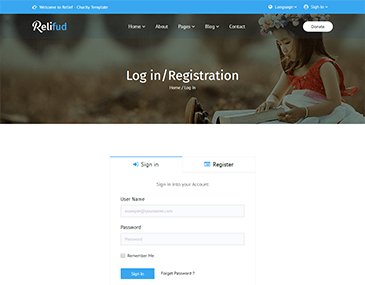 Welcome to Relief - Charity Template
Language
Sign in
Relifud
Home
About
Pages
Blog
Contact
Donate
Log in/Registration
Home / Log in
Sign in
Register
Sign in into your Account
User Name
example@yourname.com
Password
Password
Remember Me
Sign in
Forget Password ?